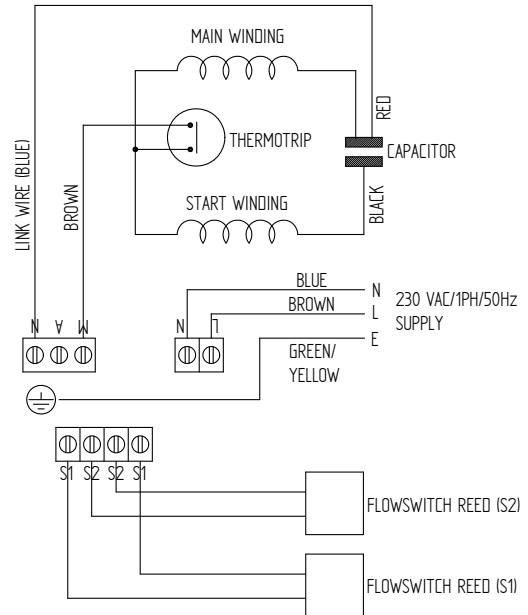 MAIN WINDING
RED
THERMOTRIP
CAPACITOR
LINK WIRE (BLUE)
BROWN
START WINDING
BLACK
BLUE
N
BROWN
L
230 VAC/1PH/50Hz
SUPPLY
E
GREEN/
YELLOW
N A M
N L
S1 S2 S2 S1
FLOWSWITCH REED (S2)
FLOWSWITCH REED (S1)